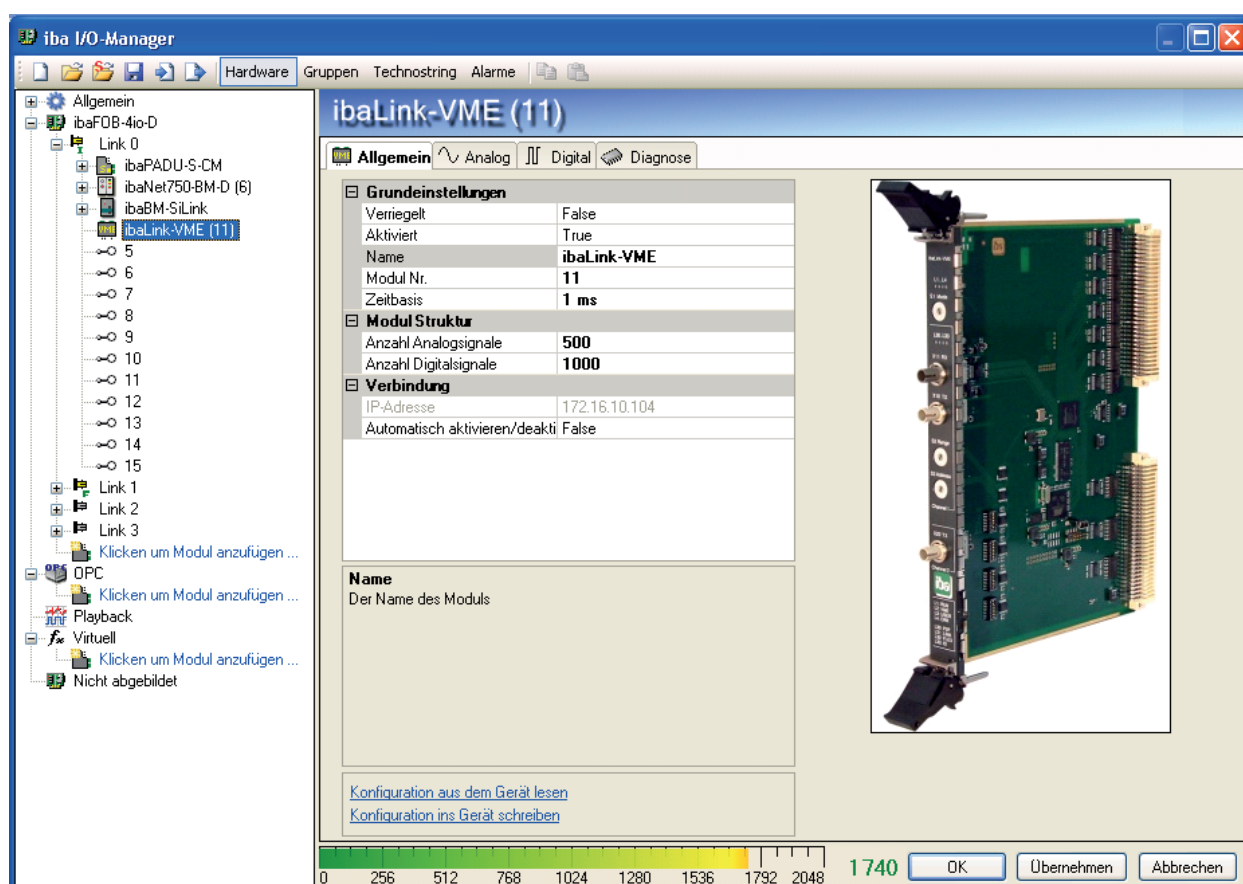 iba I/O-Manager
Hardware Gruppen Technostring Alarme
Allgemein
ibaFOB-4io-D
Link 0
ibaPADU-S-CM
ibaNet750-BM-D (6)
ibaBM-SiLink
ibaLink-VME (11)
5
6
7
8
9
10
11
12
13
14
15
Link 1
Link 2
Link 3
Klicken um Modul anzufügen ...
OPC
Klicken um Modul anzufügen ...
Playback
Virtuell
Klicken um Modul anzufügen ...
Nicht abgebildet
ibaLink-VME (11)
Allgemein Analog Digital Diagnose
Grundeinstellungen
Verriegelt False
Aktiviert True
Name ibaLink-VME
Modul Nr. 11
Zeitbasis 1 ms
Modul Struktur
Anzahl Analogsignale 500
Anzahl Digitalsignale 1000
Verbindung
IP-Adresse 172.16.10.104
Automatisch aktivieren/deakti False
Name
Der Name des Moduls
Konfiguration aus dem Gerät lesen
Konfiguration ins Gerät schreiben
iba
0 256 512 768 1024 1280 1536 1792 2048
1740 OK Übernehmen Abbrechen